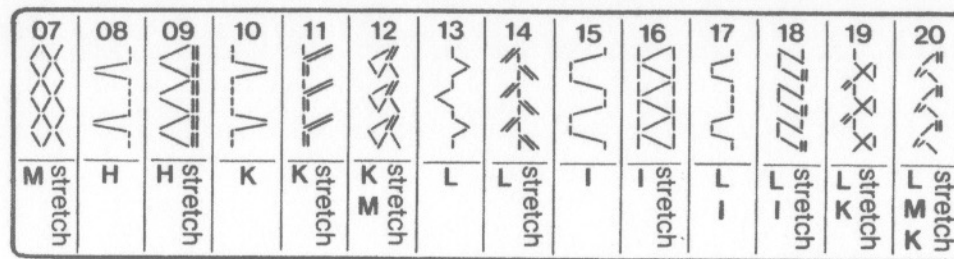 07 08 09 10 11 12 13 14 15 16 17 18 19 20
M stretch H H stretch K K stretch K stretch L L stretch I I stretch L L stretch L stretch L stretch
M I I K M
K